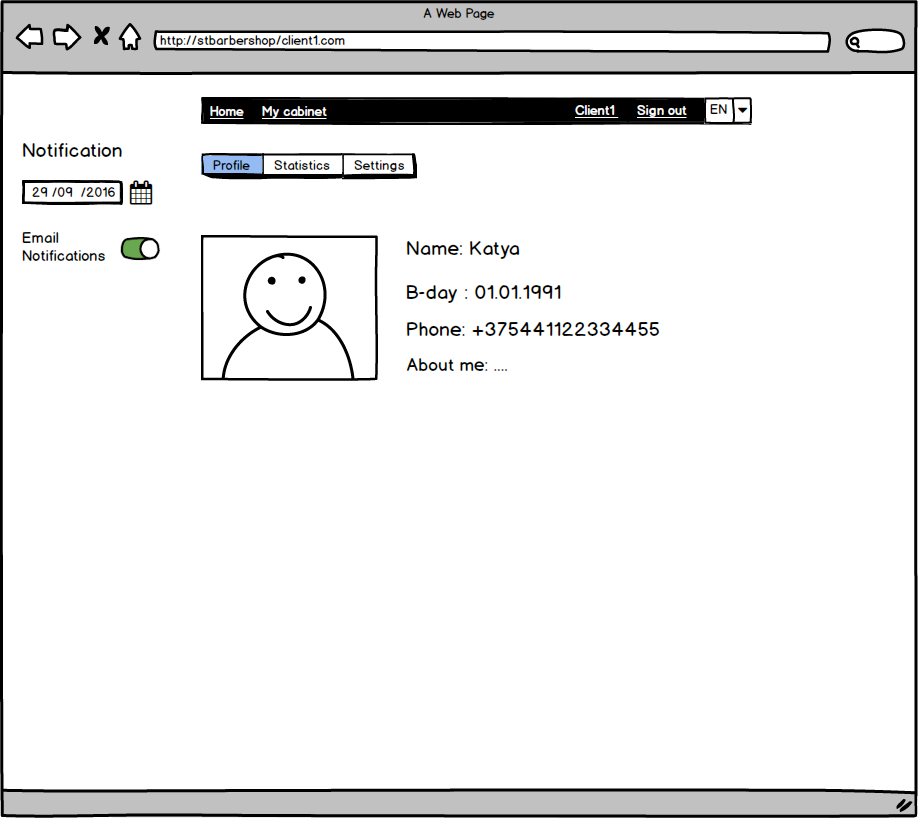 A Web Page
http://stbarbershop/client1.com
Home My cabinet Client1 Sign out EN
Notification
Profile Statistics Settings
29 /09 /2016
Email
Notifications
Name: Katya
B-day : 01.01.1991
Phone: +375441122334455
About me: ....